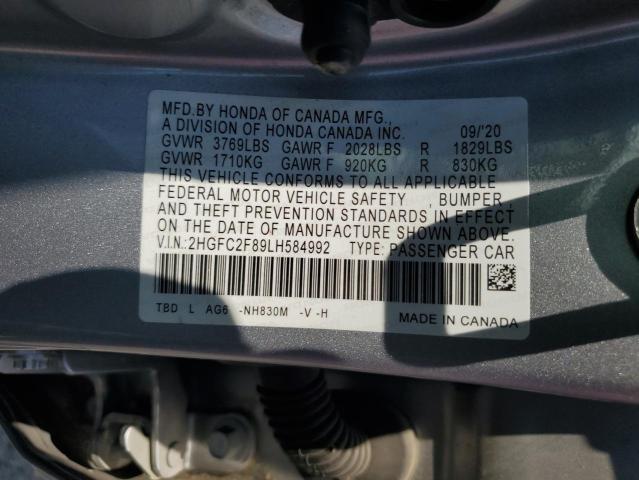 MFD.BY HONDA OF CANADA MFG.,
A DIVISION OF HONDA CANADA INC. 09/'20
GVWR 3769LBS GAWR F 2028LBS R 1829LBS
GVWR 1710KG GAWR F 920KG R 830KG
THIS VEHICLE CONFORMS TO ALL APPLICABLE
FEDERAL MOTOR VEHICLE SAFETY , BUMPER,
AND THEFT PREVENTION STANDARDS IN EFFECT
ON THE DATE OF MANUFACTURE SHOWN ABOVE.
V.I.N.:2HGFC2F89LH584992 TYPE: PASSENGER CAR
TBD L AG6 -NH830M -V -H MADE IN CANADA